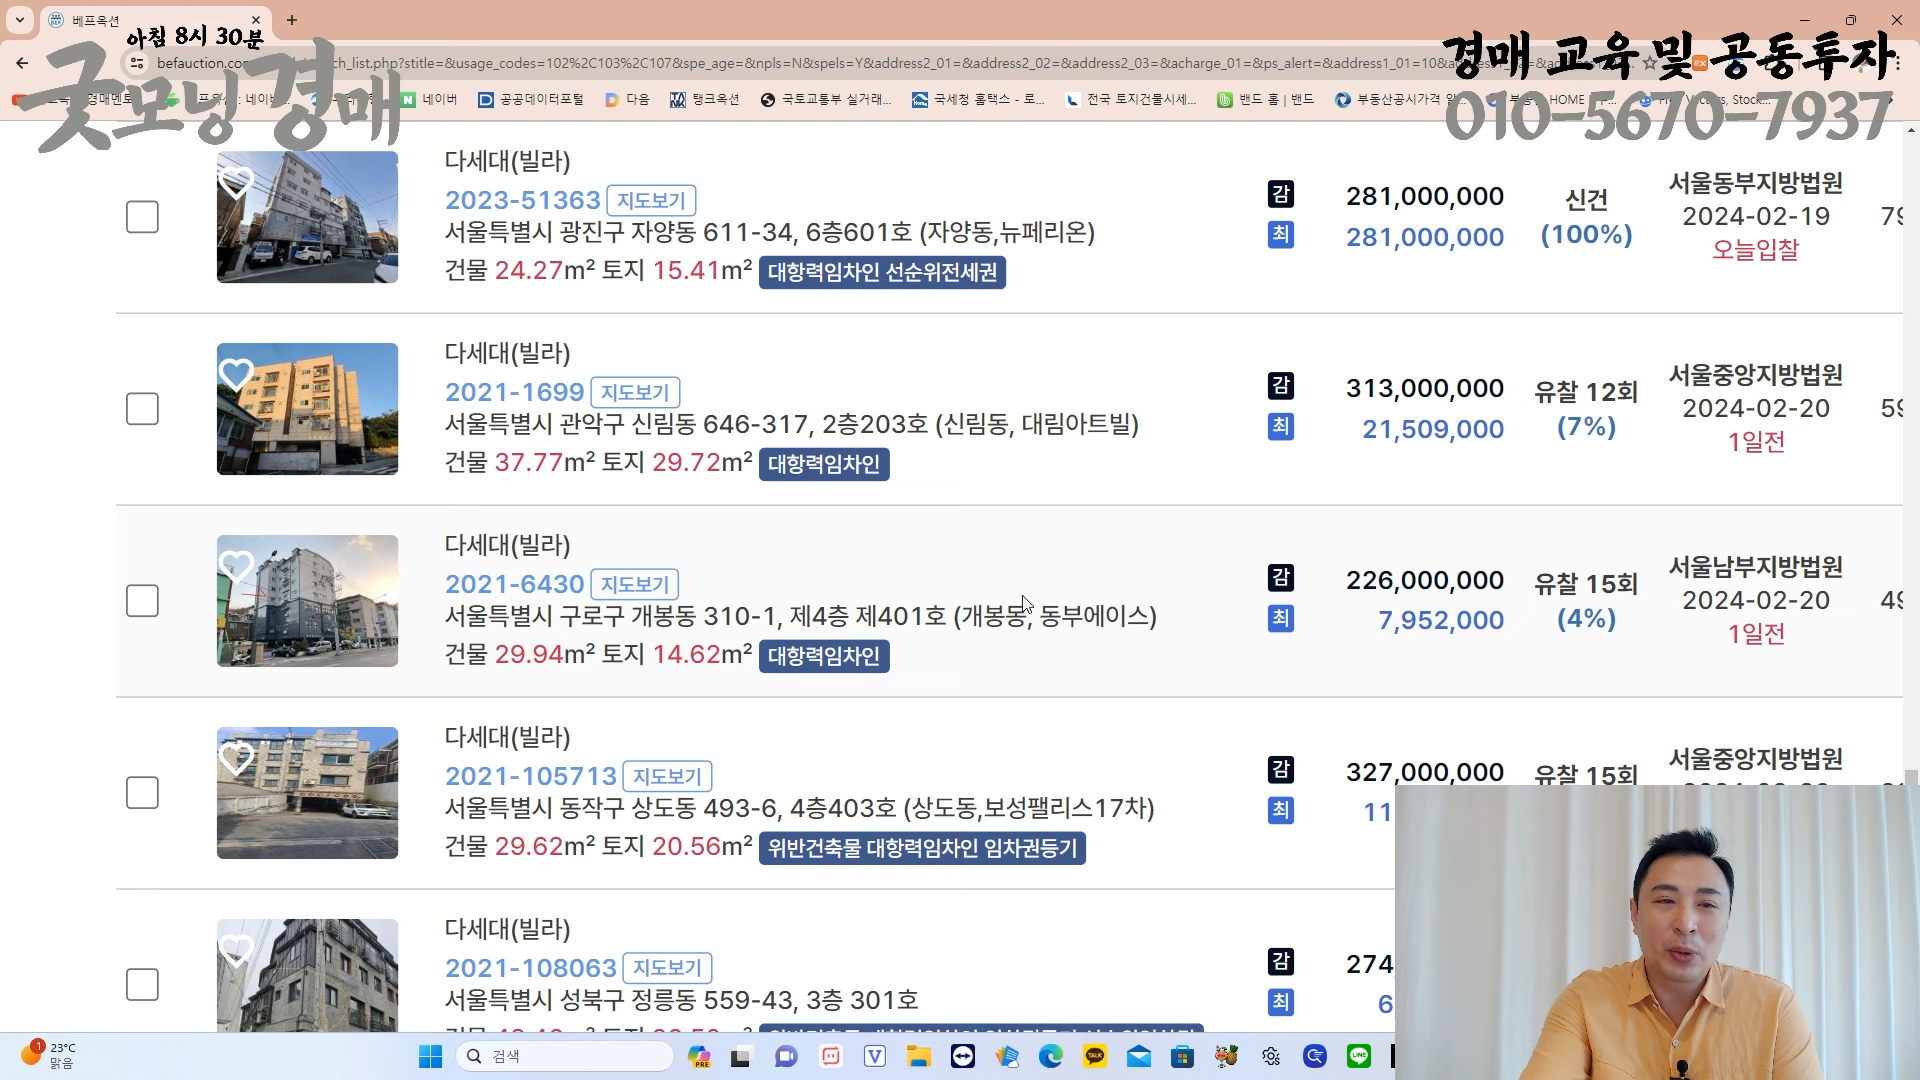 베프옥션
아침 8시 30분
굿모닝경매
경매 교육 및 공동투자
010-5670-7937
네이버
공공데이터포털
다음
탱크옥션
국토교통부 실거래...
국세청 홈택스 - 로...
전국 토지건물시세...
밴드 홈 | 밴드
다세대(빌라)
2023-51363 지도보기
서울특별시 광진구 자양동 611-34, 6층601호 (자양동,뉴페리온)
건물 24.27m² 토지 15.41m² 대항력임차인 선순위전세권
감 281,000,000
최 281,000,000
신건
(100%)
서울동부지방법원
2024-02-19
오늘입찰
다세대(빌라)
2021-1699 지도보기
서울특별시 관악구 신림동 646-317, 2층203호 (신림동, 대림아트빌)
건물 37.77m² 토지 29.72m² 대항력임차인
감 313,000,000
최 21,509,000
유찰 12회
(7%)
서울중앙지방법원
2024-02-20
1일전
다세대(빌라)
2021-6430 지도보기
서울특별시 구로구 개봉동 310-1, 제4층 제401호 (개봉동, 동부에이스)
건물 29.94m² 토지 14.62m² 대항력임차인
감 226,000,000
최 7,952,000
유찰 15회
(4%)
서울남부지방법원
2024-02-20
1일전
다세대(빌라)
2021-105713 지도보기
서울특별시 동작구 상도동 493-6, 4층403호 (상도동,보성팰리스17차)
건물 29.62m² 토지 20.56m² 위반건축물 대항력임차인 임차권등기
감 327,000,000
최 11
유찰 15회
서울중앙지방법원
다세대(빌라)
2021-108063 지도보기
서울특별시 성북구 정릉동 559-43, 3층 301호
감 274
최 6
23°C
맑음
검색